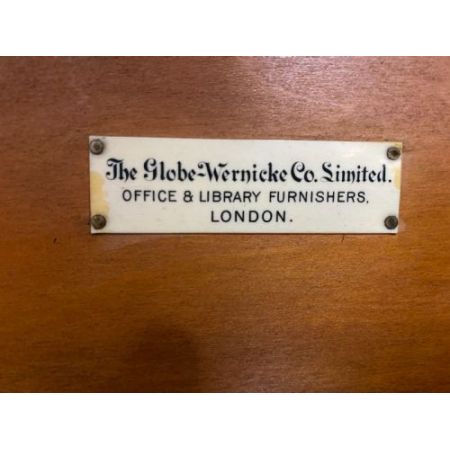 The Globe-Wernicke Co. Limited.
OFFICE & LIBRARY FURNISHERS,
LONDON.